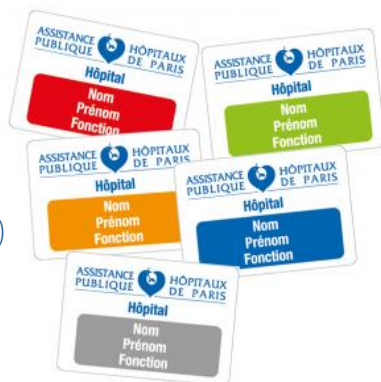 ASSISTANCE PUBLIQUE HÔPITAUX DE PARIS
Hôpital
Nom
Prénom
Fonction
ASSISTANCE PUBLIQUE HÔPITAUX DE PARIS
Hôpital
Nom
Prénom
Fonction
ASSISTANCE PUBLIQUE HÔPITAUX DE PARIS
Hôpital
Nom
Prénom
Fonction
ASSISTANCE PUBLIQUE HÔPITAUX DE PARIS
Hôpital
Nom
Prénom
Fonction
ASSISTANCE PUBLIQUE HÔPITAUX DE PARIS
Hôpital
Nom
Prénom
Fonction
)